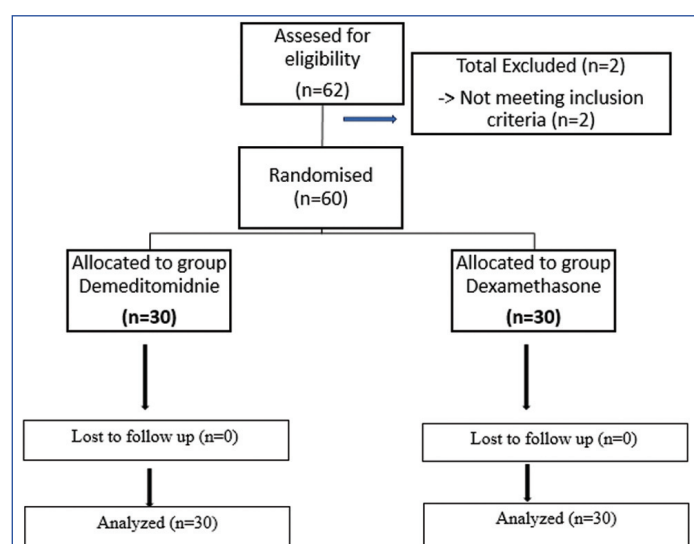 Assesed for
eligibility
(n=62)
Total Excluded (n=2)
-> Not meeting inclusion
criteria (n=2)
Randomised
(n=60)
Allocated to group
Demeditomidnie
(n=30)
Allocated to group
Dexamethasone
(n=30)
Lost to follow up (n=0)
Lost to follow up (n=0)
Analyzed (n=30)
Analyzed (n=30)